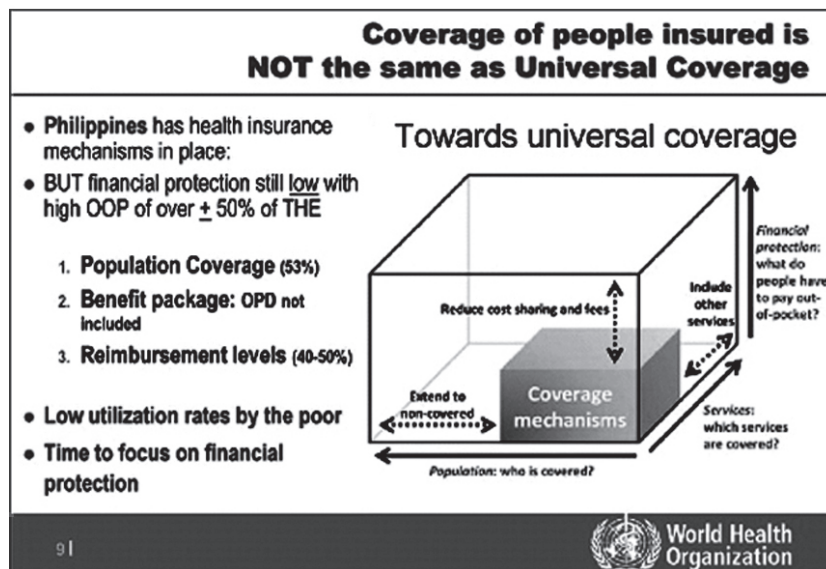 Coverage of people insured is
NOT the same as Universal Coverage
• Philippines has health insurance
mechanisms in place:
• BUT financial protection still low with
high OOP of over ± 50% of THE
1. Population Coverage (53%)
2. Benefit package: OPD not
included
3. Reimbursement levels (40-50%)
• Low utilization rates by the poor
• Time to focus on financial
protection
Towards universal coverage
Reduce cost sharing and fees
Include
other
services
Financial
protection:
what do
people have
to pay out-
of-pocket?
Extend to
non-covered
Coverage
mechanisms
Services:
which services
are covered?
Population: who is covered?
9 |
World Health
Organization